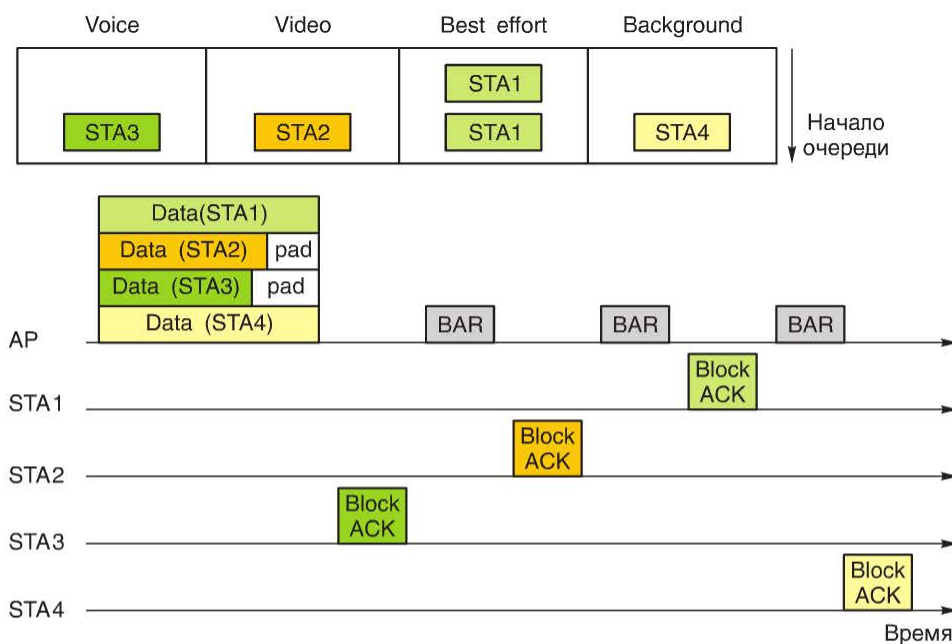 Voice Video Best effort Background
STA1
STA3 STA2 STA1 STA4
Начало
очереди
Data(STA1)
Data (STA2) pad
Data (STA3) pad
Data (STA4)
BAR BAR BAR
AP
Block
ACK
STA1
Block
ACK
STA2
Block
ACK
STA3
Block
ACK
STA4
Время